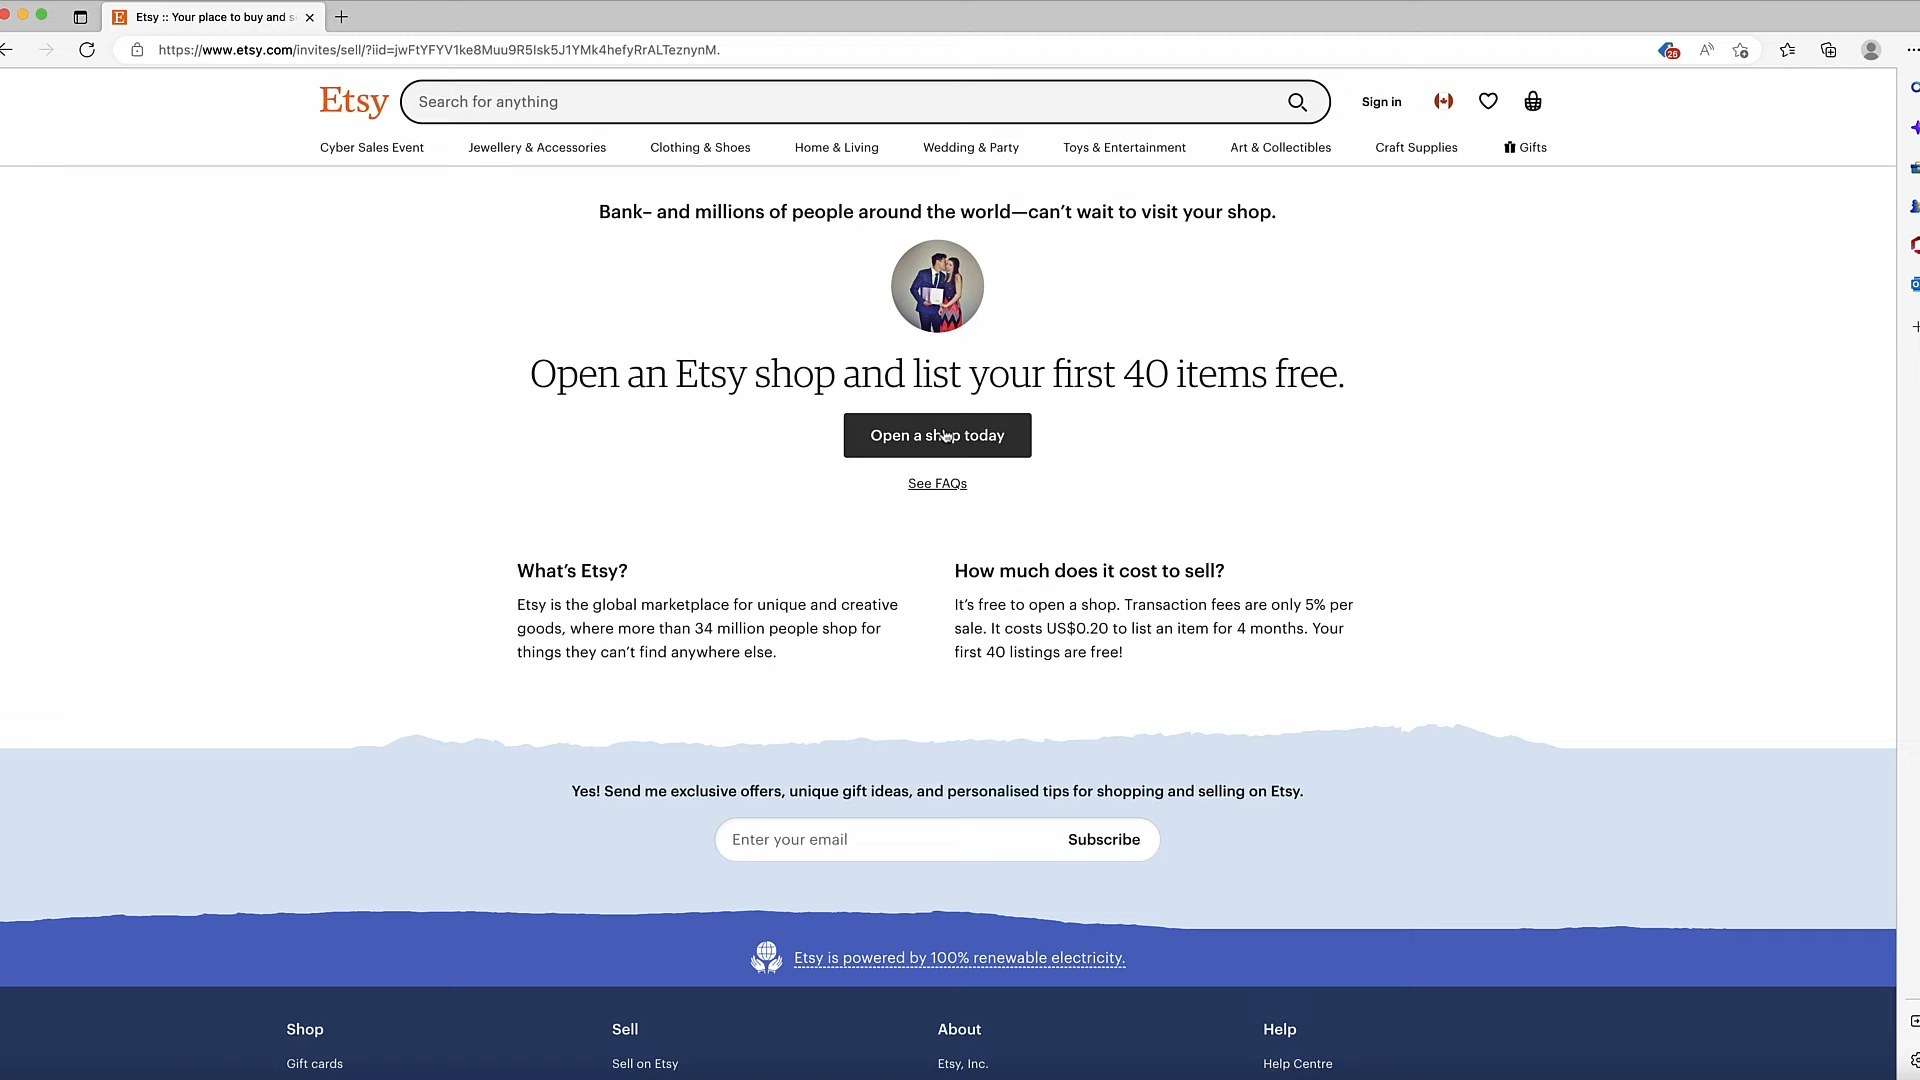 Etsy :: Your place to buy and s
https://www.etsy.com/invites/sell/?iid=jwFtYFYV1ke8Muu9R5Isk5J1YMk4hefyRrALTeznynM.
26
Etsy
Search for anything
Sign in
Cyber Sales Event
Jewellery & Accessories
Clothing & Shoes
Home & Living
Wedding & Party
Toys & Entertainment
Art & Collectibles
Craft Supplies
Gifts
Bank– and millions of people around the world—can’t wait to visit your shop.
Open an Etsy shop and list your first 40 items free.
Open a shop today
See FAQs
What’s Etsy?
Etsy is the global marketplace for unique and creative
goods, where more than 34 million people shop for
things they can’t find anywhere else.
How much does it cost to sell?
It’s free to open a shop. Transaction fees are only 5% per
sale. It costs US$0.20 to list an item for 4 months. Your
first 40 listings are free!
Yes! Send me exclusive offers, unique gift ideas, and personalised tips for shopping and selling on Etsy.
Enter your email
Subscribe
Etsy is powered by 100% renewable electricity.
Shop
Gift cards
Sell
Sell on Etsy
About
Etsy, Inc.
Help
Help Centre